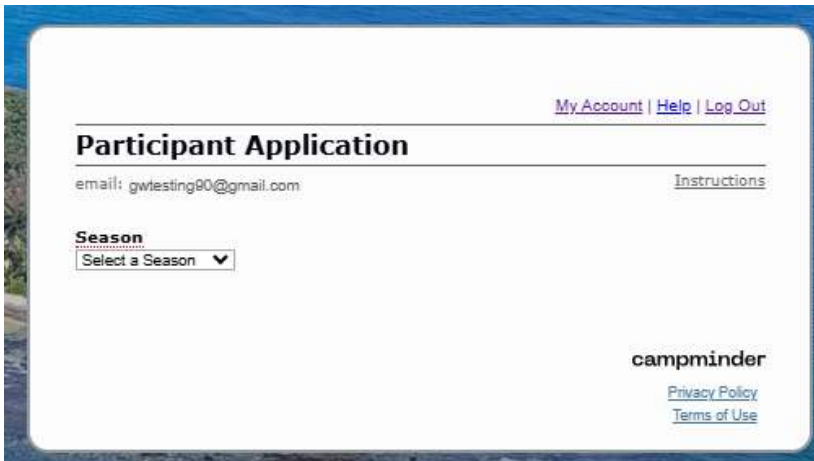 My Account | Help | Log Out
Participant Application
email: gwtesting90@gmail.com
Instructions
Season
Select a Season
campminder
Privacy Policy
Terms of Use